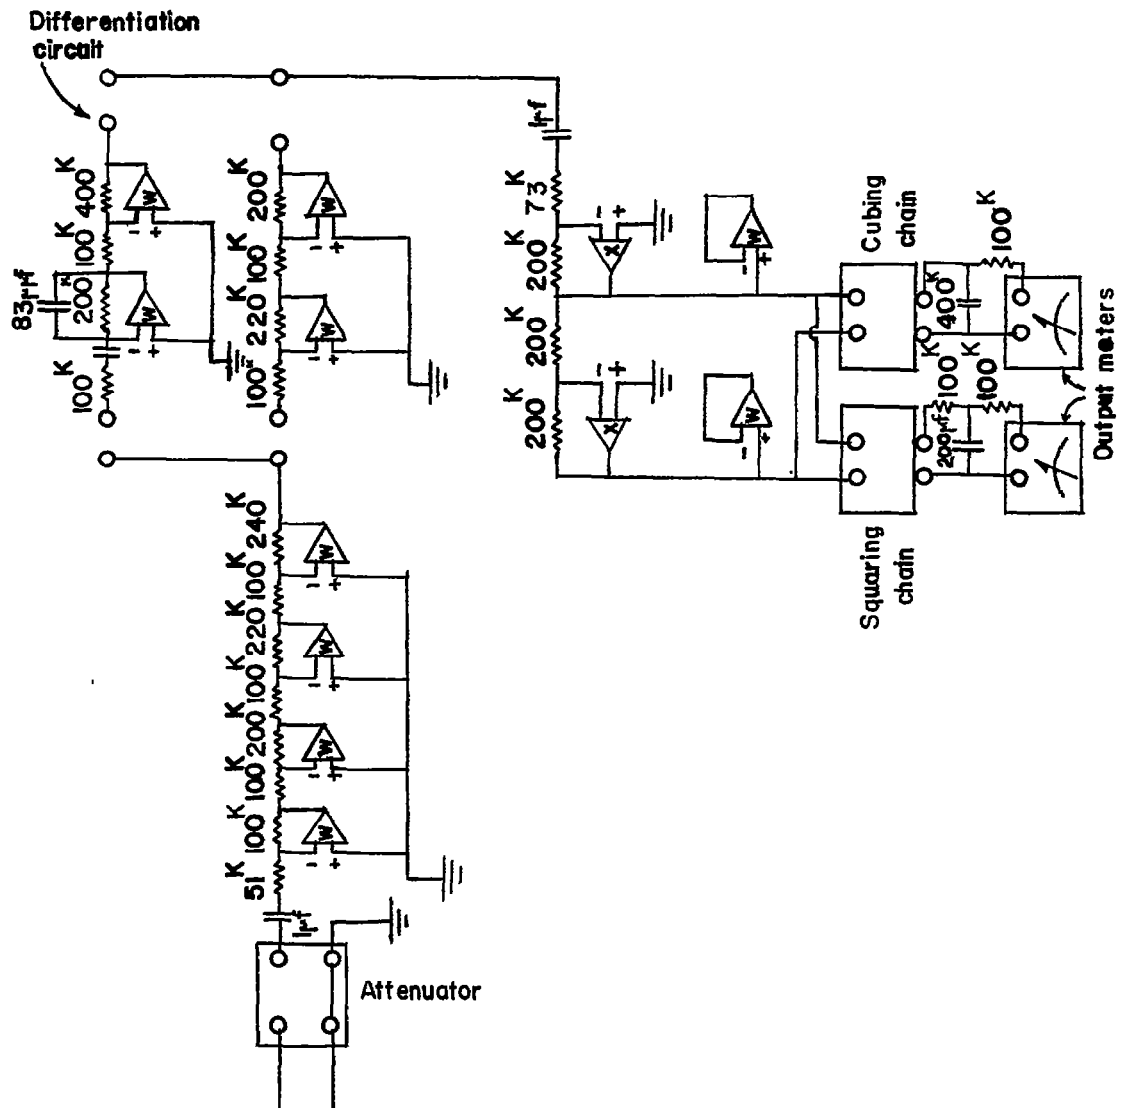 Differentiation
circuit
83μμf
100K
200K
100K
400K
W
W
- +
- +
100K
220K
100K
200K
W
W
- +
- +
1μf
73K
200K
200K
200K
X
X
- +
- +
W
W
- +
- +
Cubing
chain
Squaring
chain
100K
400K
100K
100K
200μf
Output meters
240K
100K
220K
100K
200K
100K
100K
51K
W
W
W
W
- +
- +
- +
- +
1μf
Attenuator